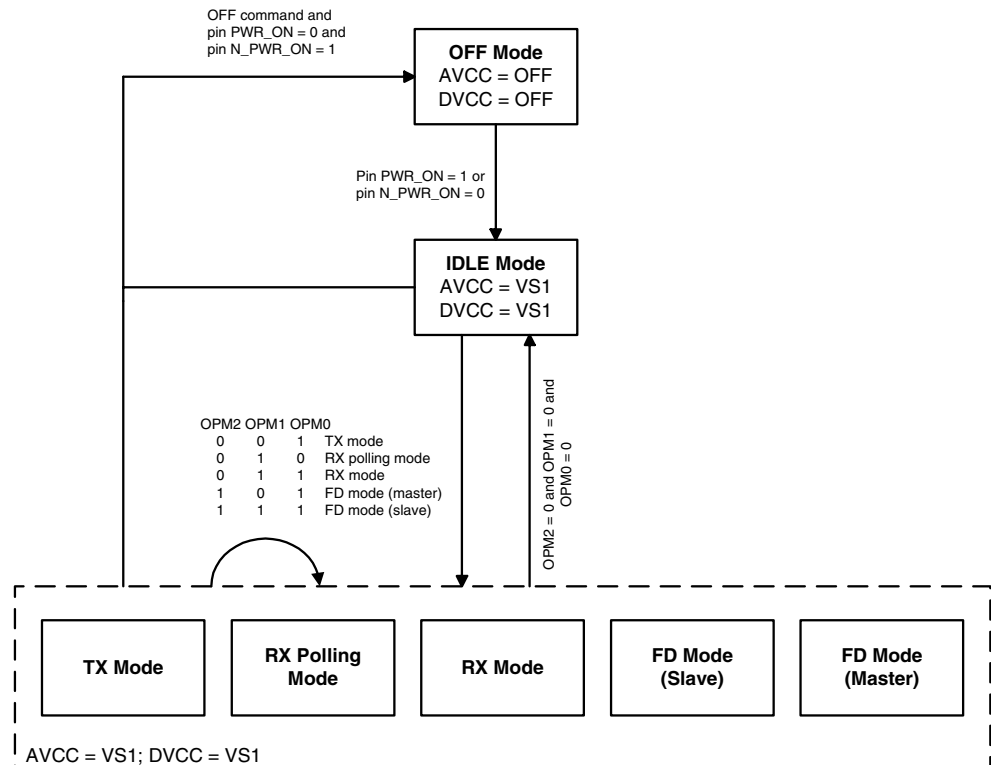 OFF command and
pin PWR_ON = 0 and
pin N_PWR_ON = 1
OFF Mode
AVCC = OFF
DVCC = OFF
Pin PWR_ON = 1 or
pin N_PWR_ON = 0
IDLE Mode
AVCC = VS1
DVCC = VS1
OPM2 OPM1 OPM0
0 0 1 TX mode
0 1 0 RX polling mode
0 1 1 RX mode
1 0 1 FD mode (master)
1 1 1 FD mode (slave)
OPM2 = 0 and OPM1 = 0 and
OPM0 = 0
TX Mode
RX Polling
Mode
RX Mode
FD Mode
(Slave)
FD Mode
(Master)
AVCC = VS1; DVCC = VS1